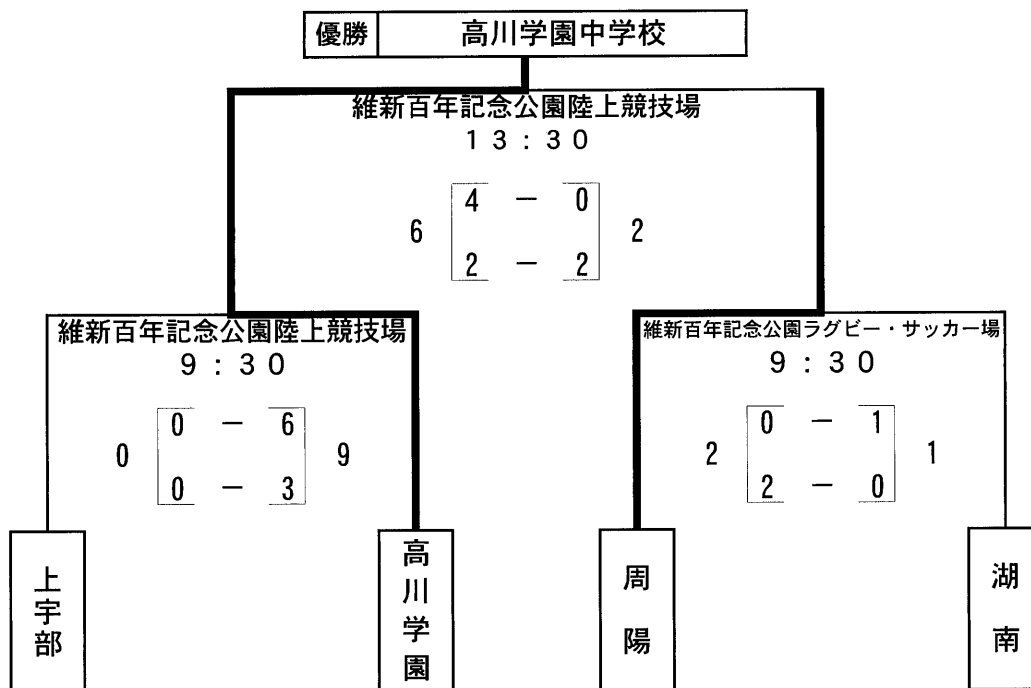 優勝 高川学園中学校
維新百年記念公園陸上競技場
13:30
4 − 0
6 2
2 − 2
維新百年記念公園陸上競技場
9:30
0 − 6
0 9
0 − 3
維新百年記念公園ラグビー・サッカー場
9:30
0 − 1
2 1
2 − 0
上宇部
高川学園
周陽
湖南